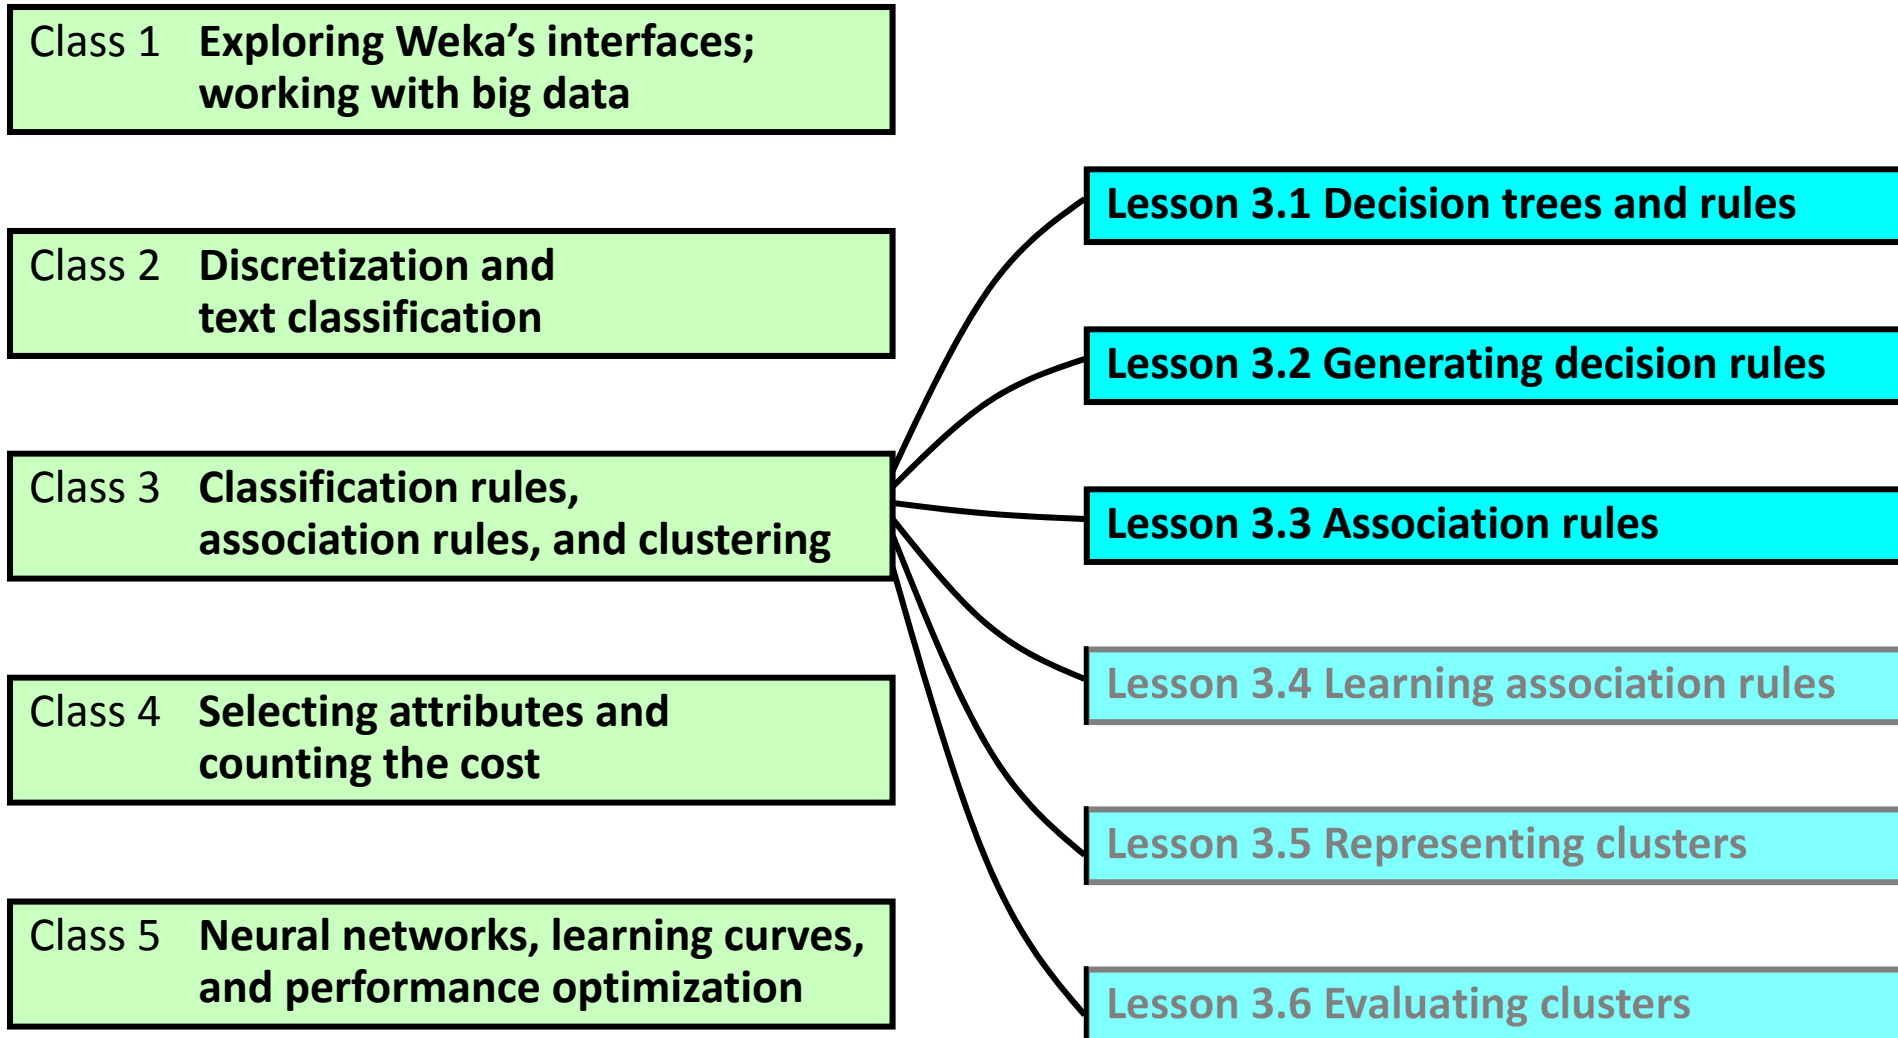 Class 1 Exploring Weka’s interfaces;
working with big data
Class 2 Discretization and
text classification
Class 3 Classification rules,
association rules, and clustering
Class 4 Selecting attributes and
counting the cost
Class 5 Neural networks, learning curves,
and performance optimization
Lesson 3.1 Decision trees and rules
Lesson 3.2 Generating decision rules
Lesson 3.3 Association rules
Lesson 3.4 Learning association rules
Lesson 3.5 Representing clusters
Lesson 3.6 Evaluating clusters